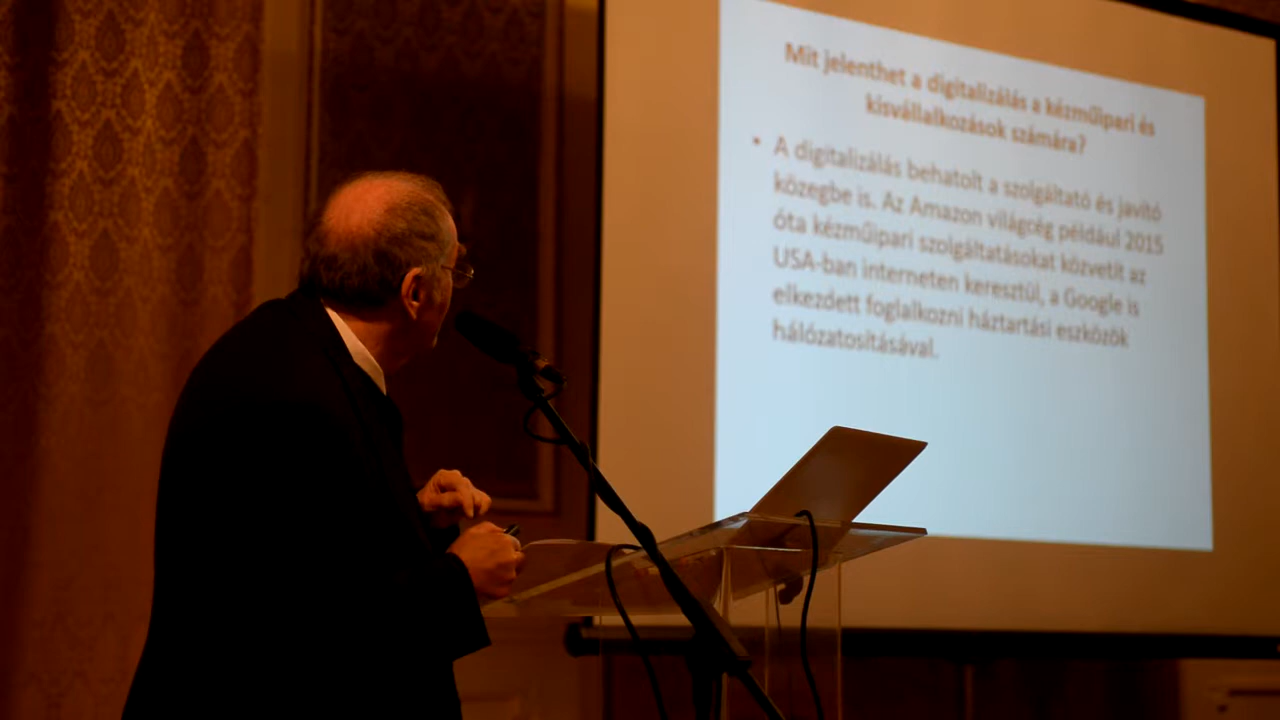 Mit jelenthet a digitalizálás a kézműipari és
kisvállalkozások számára?
• A digitalizálás behatolt a szolgáltató és javító
közegbe is. Az Amazon világcég például 2015
óta kézműipari szolgáltatásokat közvetít az
USA-ban interneten keresztül, a Google is
elkezdett foglalkozni háztartási eszközök
hálózatosításával.